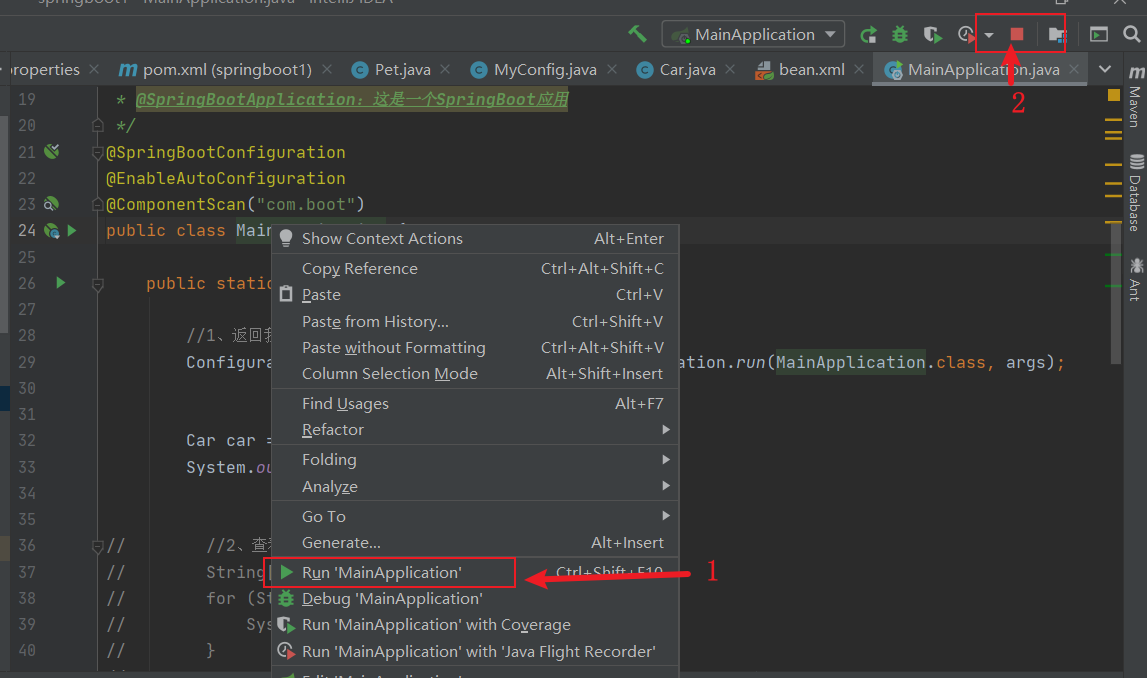 MainApplication
2
properties
pom.xml (springboot1)
Pet.java
MyConfig.java
Car.java
bean.xml
MainApplication.java
Maven
Database
Ant
19 * @SpringBootApplication：这是一个SpringBoot应用
20 */
21 @SpringBootConfiguration
22 @EnableAutoConfiguration
23 @ComponentScan("com.boot")
24 public class Main
25
26 public static
27
28 //1、返回
29 Configura ation.run(MainApplication.class, args);
30
31
32 Car car =
33 System.ou
34
35
36 // //2、查
37 // String[
38 // for (St
39 // Sys
40 // }
Show Context Actions Alt+Enter
Copy Reference Ctrl+Alt+Shift+C
Paste Ctrl+V
Paste from History... Ctrl+Shift+V
Paste without Formatting Ctrl+Alt+Shift+V
Column Selection Mode Alt+Shift+Insert
Find Usages Alt+F7
Refactor
Folding
Analyze
Go To
Generate... Alt+Insert
Run 'MainApplication' Ctrl+Shift+F10
1
Debug 'MainApplication'
Run 'MainApplication' with Coverage
Run 'MainApplication' with 'Java Flight Recorder'